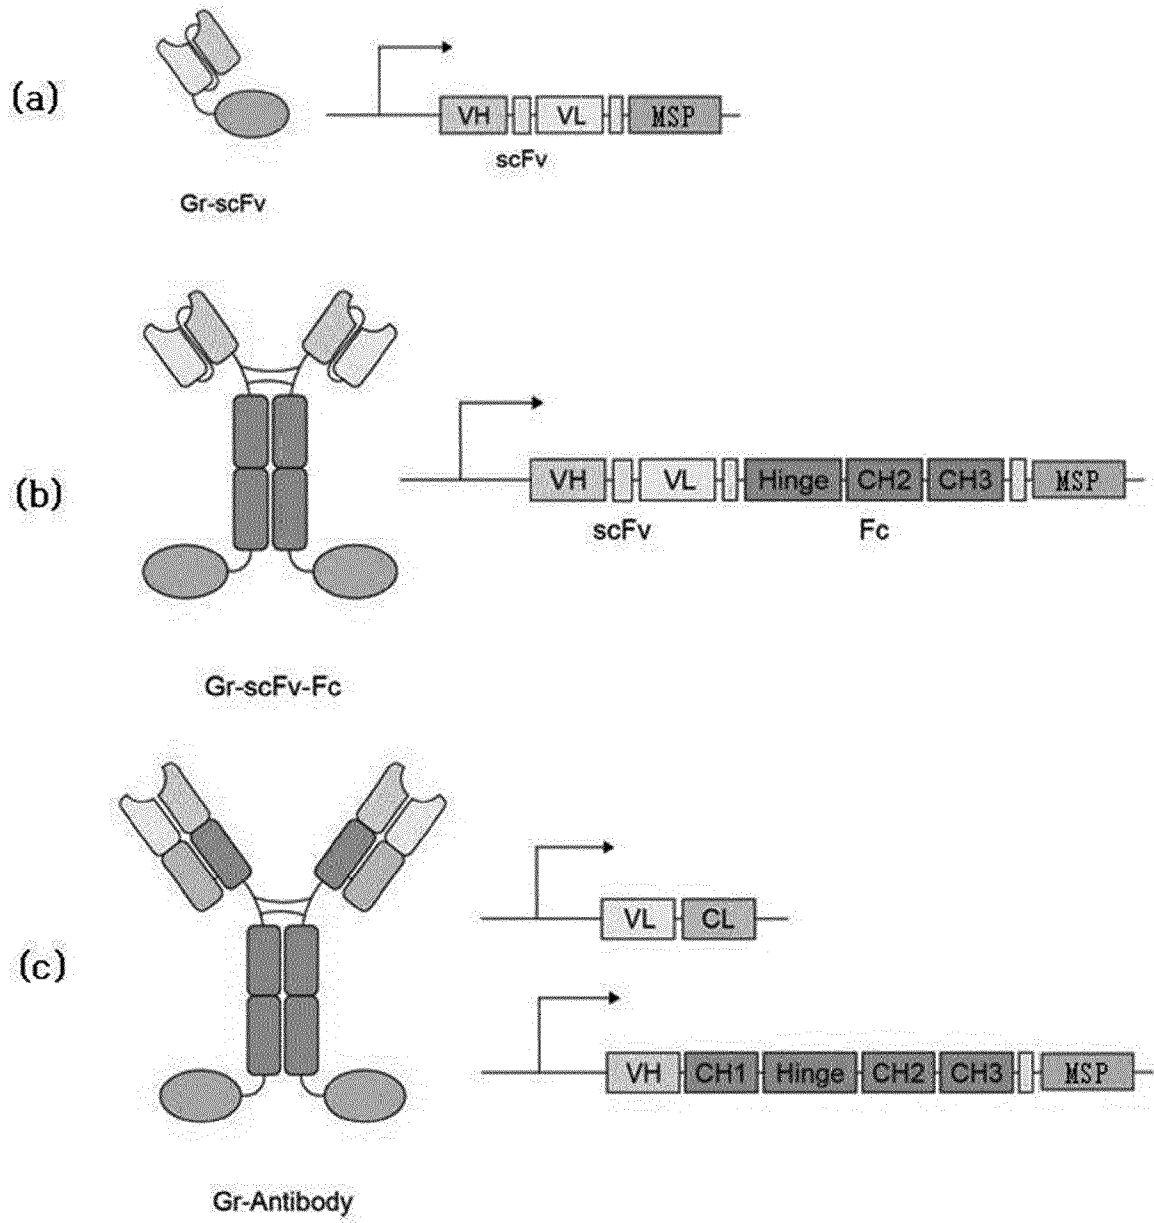 (a)
VH VL MSP
scFv
Gr-scFv
(b)
VH VL Hinge CH2 CH3 MSP
scFv Fc
Gr-scFv-Fc
(c)
VL CL
VH CH1 Hinge CH2 CH3 MSP
Gr-Antibody